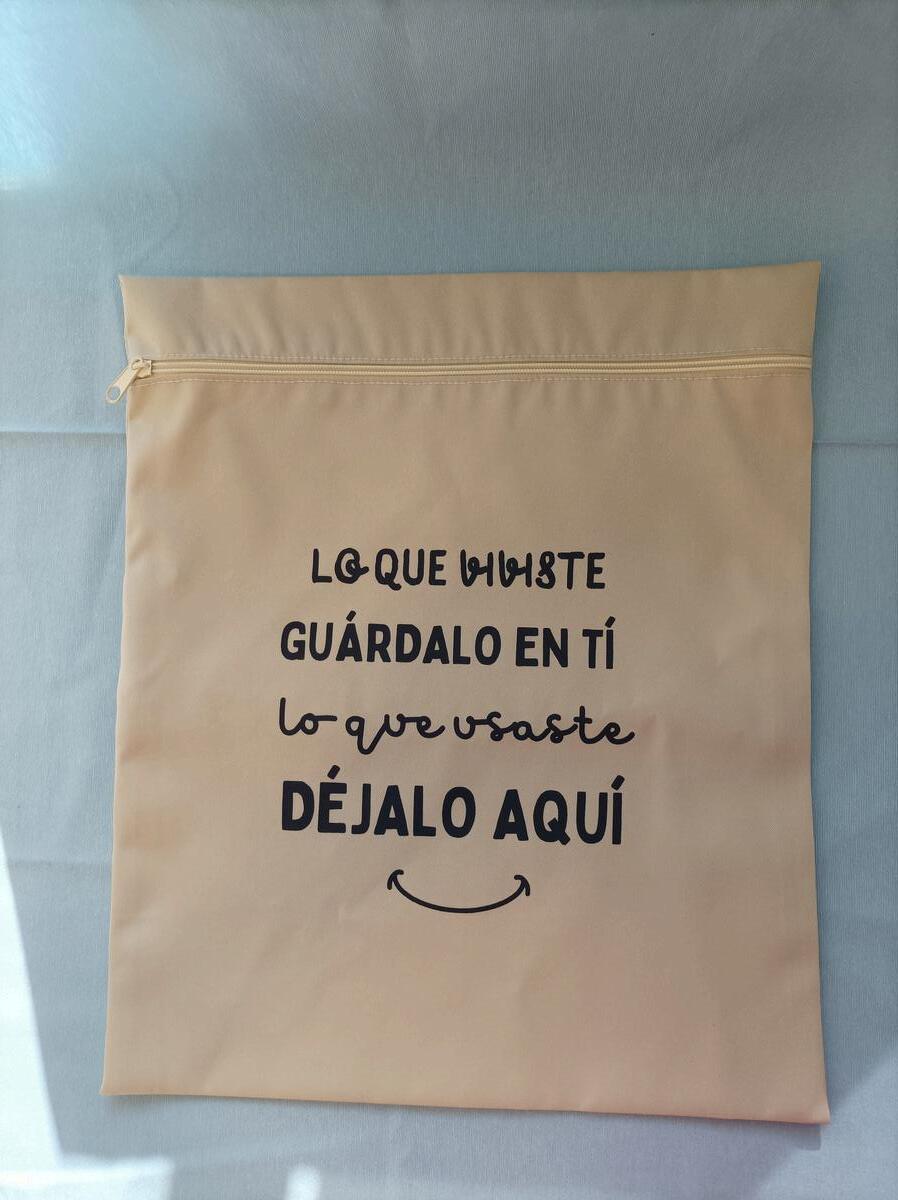 LO QUE VIVISTE
GUÁRDALO EN TÍ
lo que usaste
DÉJALO AQUÍ